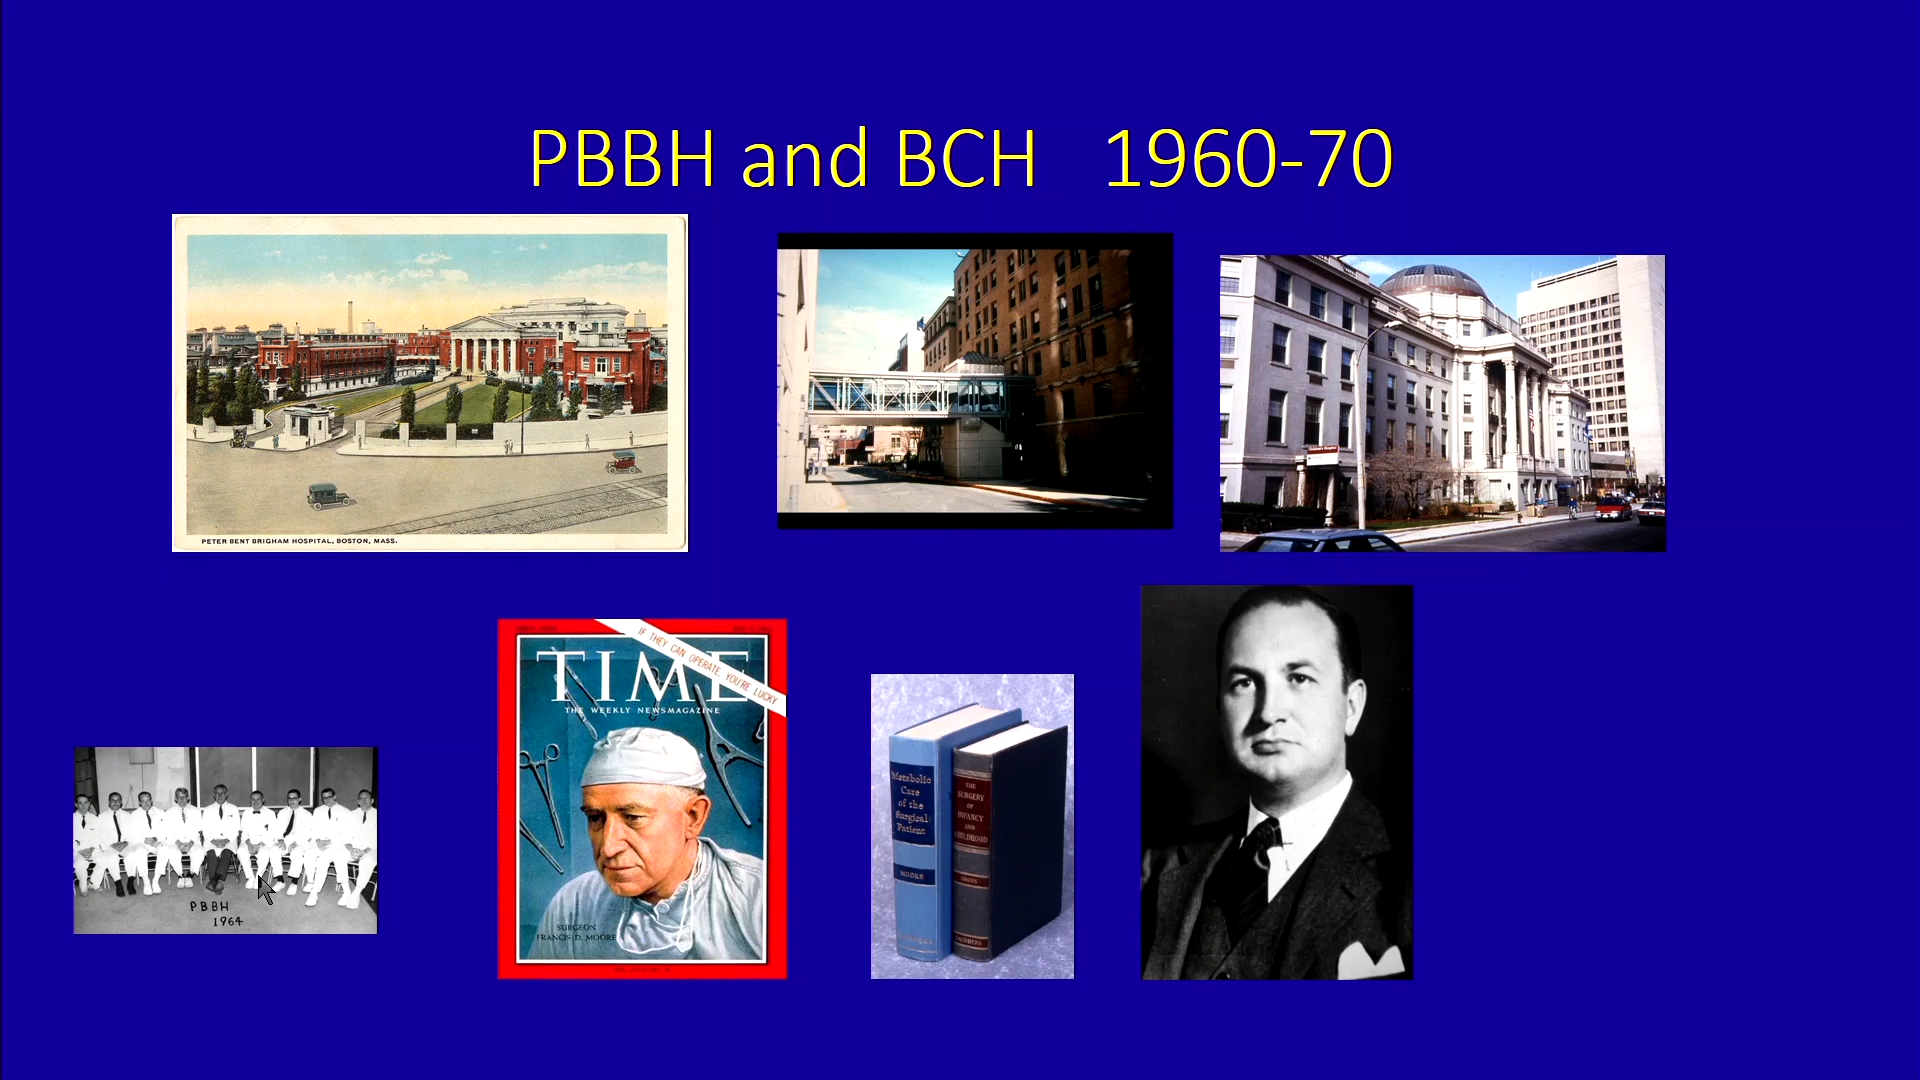 PBBH and BCH 1960-70
PETER BENT BRIGHAM HOSPITAL, BOSTON, MASS.
Children's Hospital
IF THEY CAN OPERATE, YOU'RE LUCKY
TIME
THE WEEKLY NEWSMAGAZINE
SURGEON
FRANCIS D. MOORE
Metabolic
Care
of the
Surgical
Patient
MOORE
THE
SURGERY
OF
INFANCY
AND
CHILDHOOD
GROSS
SAUNDERS
PBBH
1964